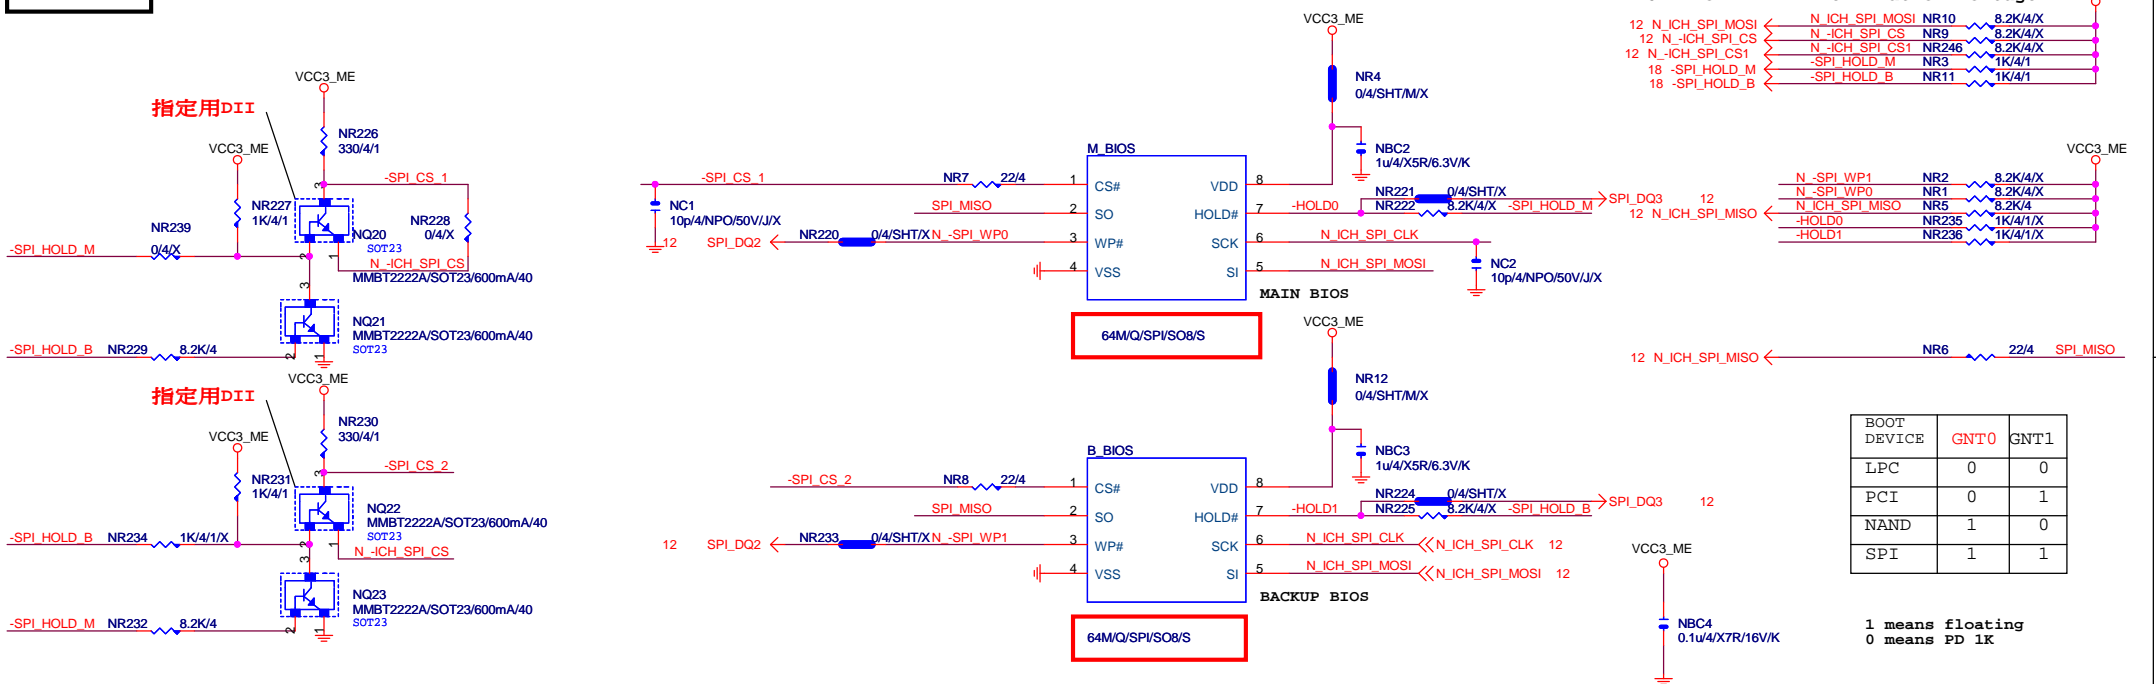 VCC3_ME
指定用DII
NR226
330/4/1
VCC3_ME
3
-SPI_CS_1
NR227
1K/4/1
NR228
0/4/X
NR239
NQ20
SOT23
-SPI_HOLD_M
0/4/X
2
1
N_-ICH_SPI_CS
MMBT2222A/SOT23/600mA/40
3
NQ21
MMBT2222A/SOT23/600mA/40
SOT23
-SPI_HOLD_B
NR229
8.2K/4
2
1
VCC3_ME
指定用DII
NR230
330/4/1
VCC3_ME
3
-SPI_CS_2
NR231
1K/4/1
NQ22
MMBT2222A/SOT23/600mA/40
SOT23
-SPI_HOLD_B
NR234
1K/4/1/X
2
1
N_-ICH_SPI_CS
3
NQ23
MMBT2222A/SOT23/600mA/40
SOT23
-SPI_HOLD_M
NR232
8.2K/4
2
1
VCC3_ME
NR4
0/4/SHT/M/X
NBC2
1u/4/X5R/6.3V/K
M_BIOS
-SPI_CS_1
NR7
22/4
1
CS#
VDD
8
NC1
10p/4/NPO/50V/J/X
SPI_MISO
2
SO
HOLD#
7
-HOLD0
NR221
0/4/SHT/X
SPI_DQ3
12
NR222
8.2K/4/X
-SPI_HOLD_M
12
SPI_DQ2
NR220
0/4/SHT/X
N_-SPI_WP0
3
WP#
SCK
6
N_ICH_SPI_CLK
4
VSS
SI
5
N_ICH_SPI_MOSI
NC2
10p/4/NPO/50V/J/X
MAIN BIOS
64M/Q/SPI/SO8/S
VCC3_ME
NR12
0/4/SHT/M/X
NBC3
1u/4/X5R/6.3V/K
B_BIOS
-SPI_CS_2
NR8
22/4
1
CS#
VDD
8
SPI_MISO
2
SO
HOLD#
7
-HOLD1
NR224
0/4/SHT/X
SPI_DQ3
12
NR225
8.2K/4/X
-SPI_HOLD_B
12
SPI_DQ2
NR233
0/4/SHT/X
N_-SPI_WP1
3
WP#
SCK
6
N_ICH_SPI_CLK
N_ICH_SPI_CLK
12
4
VSS
SI
5
N_ICH_SPI_MOSI
N_ICH_SPI_MOSI
12
BACKUP BIOS
64M/Q/SPI/SO8/S
12 N_ICH_SPI_MOSI
N_ICH_SPI_MOSI
NR10
8.2K/4/X
12 N_-ICH_SPI_CS
N_-ICH_SPI_CS
NR9
8.2K/4/X
12 N_-ICH_SPI_CS1
N_-ICH_SPI_CS1
NR246
8.2K/4/X
18 -SPI_HOLD_M
-SPI_HOLD_M
NR3
1K/4/1
18 -SPI_HOLD_B
-SPI_HOLD_B
NR11
1K/4/1
VCC3_ME
N_-SPI_WP1
NR2
8.2K/4/X
N_-SPI_WP0
NR1
8.2K/4/X
12 N_ICH_SPI_MISO
N_ICH_SPI_MISO
NR5
8.2K/4
-HOLD0
NR235
1K/4/1/X
-HOLD1
NR236
1K/4/1/X
12 N_ICH_SPI_MISO
NR6
22/4
SPI_MISO
BOOT
DEVICE GNT0 GNT1
LPC 0 0
PCI 0 1
NAND 1 0
SPI 1 1
VCC3_ME
NBC4
0.1u/4/X7R/16V/K
1 means floating
0 means PD 1K